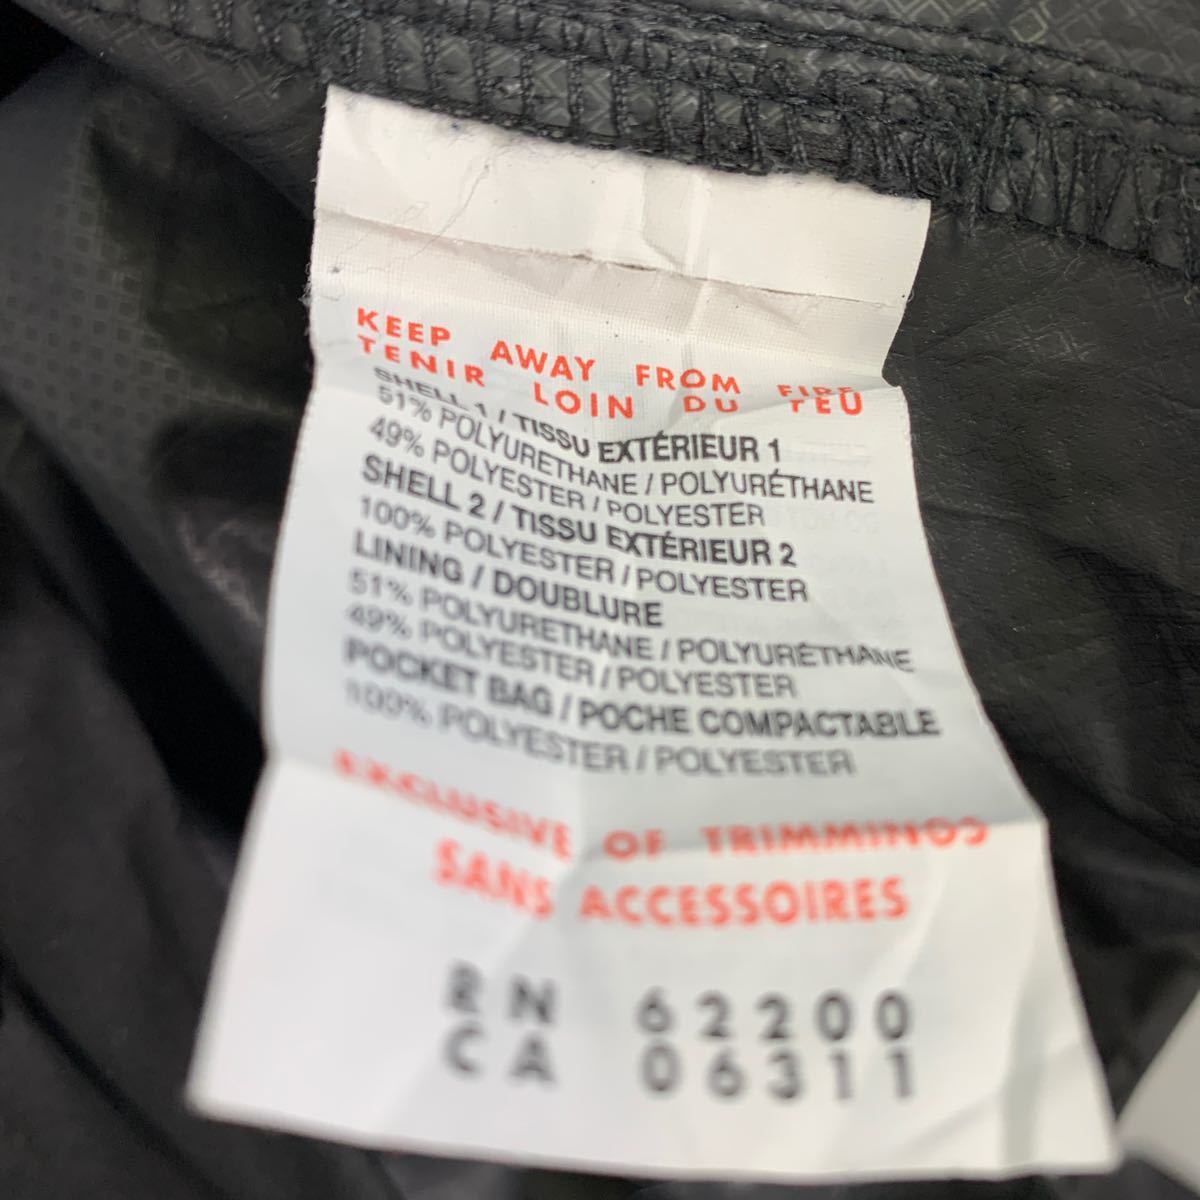 KEEP AWAY FROM FIRE
TENIR LOIN DU FEU
SHELL 1 / TISSU EXTÉRIEUR 1
51% POLYURETHANE / POLYURÉTHANE
49% POLYESTER / POLYESTER
SHELL 2 / TISSU EXTÉRIEUR 2
100% POLYESTER / POLYESTER
LINING / DOUBLURE
51% POLYURETHANE / POLYURÉTHANE
49% POLYESTER / POLYESTER
POCKET BAG / POCHE COMPACTABLE
100% POLYESTER / POLYESTER
EXCLUSIVE OF TRIMMINGS
SANS ACCESSOIRES
RN 62200
CA 06311